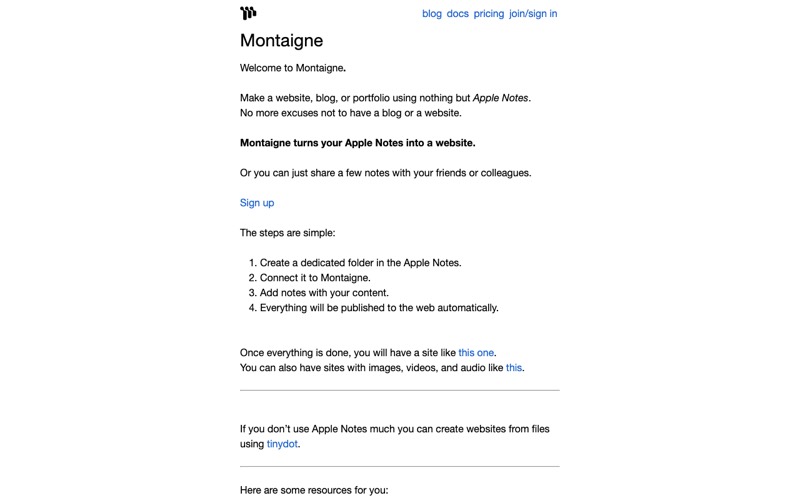 blog docs pricing join/sign in
Montaigne
Welcome to Montaigne.
Make a website, blog, or portfolio using nothing but Apple Notes.
No more excuses not to have a blog or a website.
Montaigne turns your Apple Notes into a website.
Or you can just share a few notes with your friends or colleagues.
Sign up
The steps are simple:
1. Create a dedicated folder in the Apple Notes.
2. Connect it to Montaigne.
3. Add notes with your content.
4. Everything will be published to the web automatically.
Once everything is done, you will have a site like this one.
You can also have sites with images, videos, and audio like this.
If you don’t use Apple Notes much you can create websites from files
using tinydot.
Here are some resources for you: